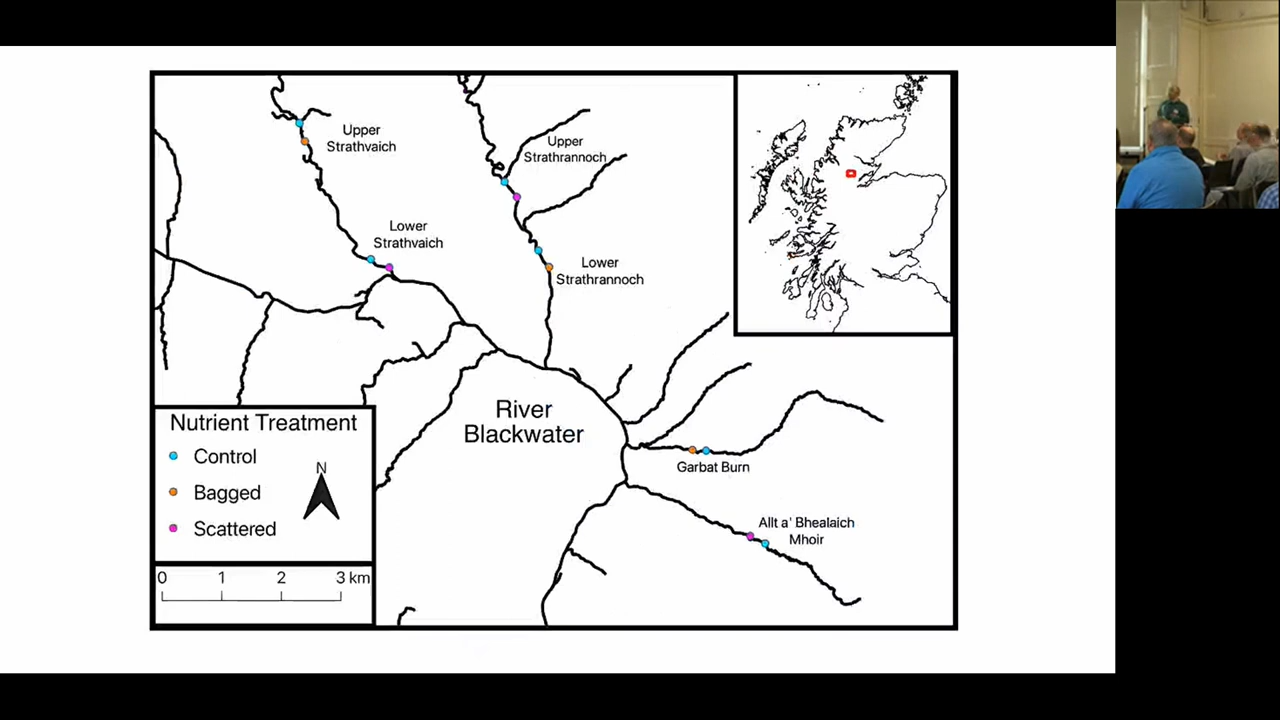 Upper
Strathvaich
Upper
Strathrannoch
Lower
Strathvaich
Lower
Strathrannoch
River
Blackwater
Garbat Burn
Allt a' Bhealaich
Mhoir
Nutrient Treatment
Control
Bagged
Scattered
N
0 1 2 3 km